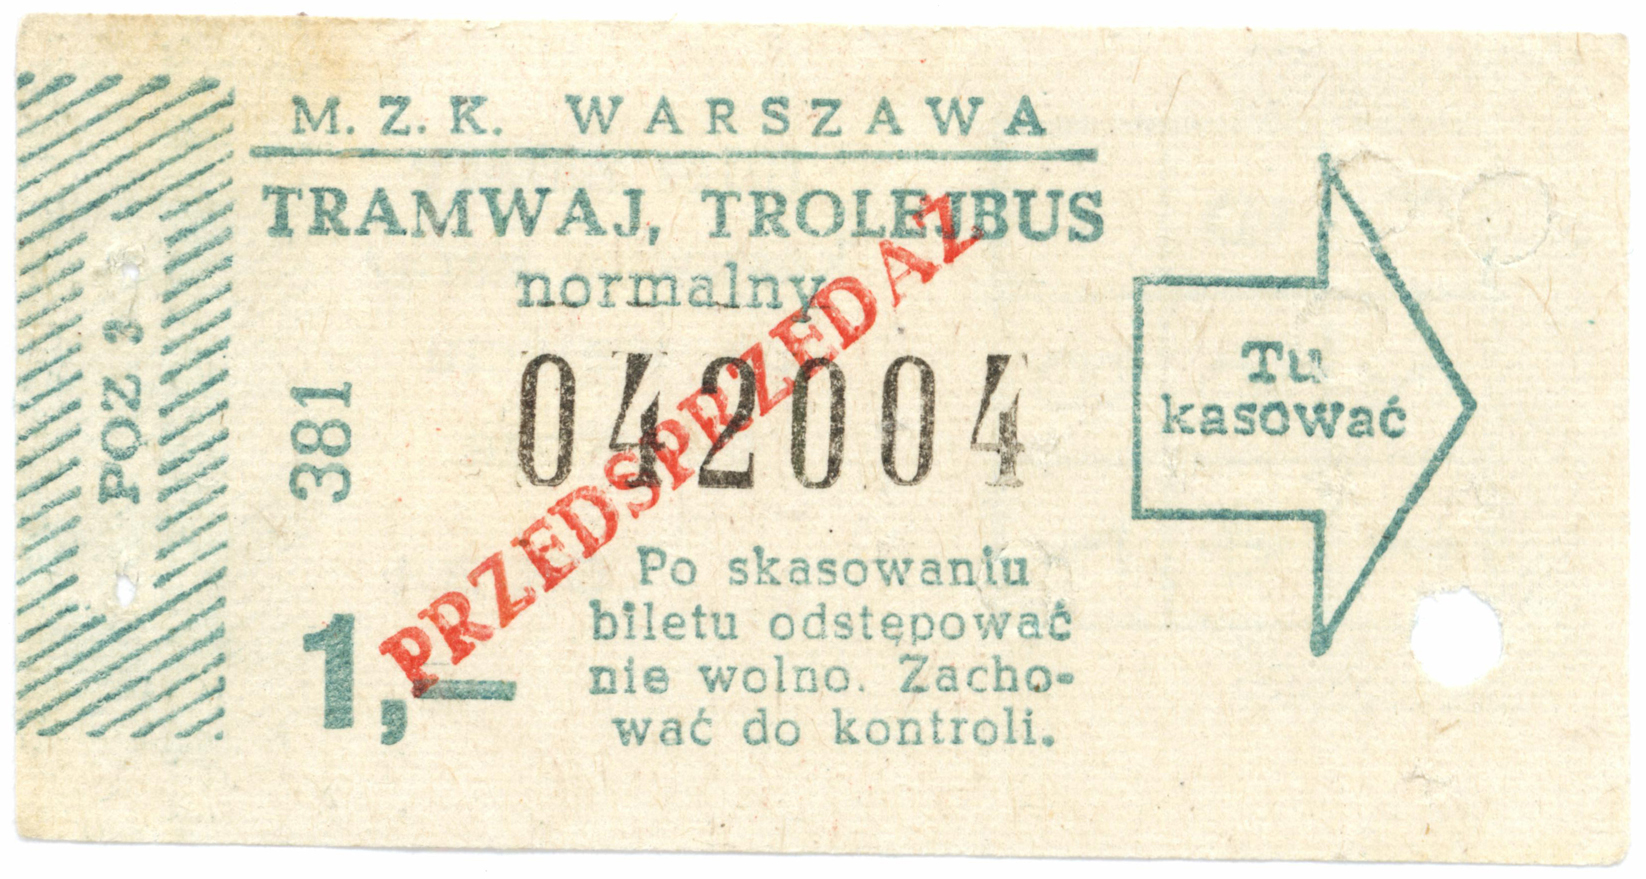 M. Z. K. WARSZAWA
TRAMWAJ, TROLEJBUS
normalny
PRZEDSPRZEDAŻ
POZ 3
381
042004
Tu
kasować
1,—
Po skasowaniu
biletu odstępować
nie wolno. Zacho-
wać do kontroli.